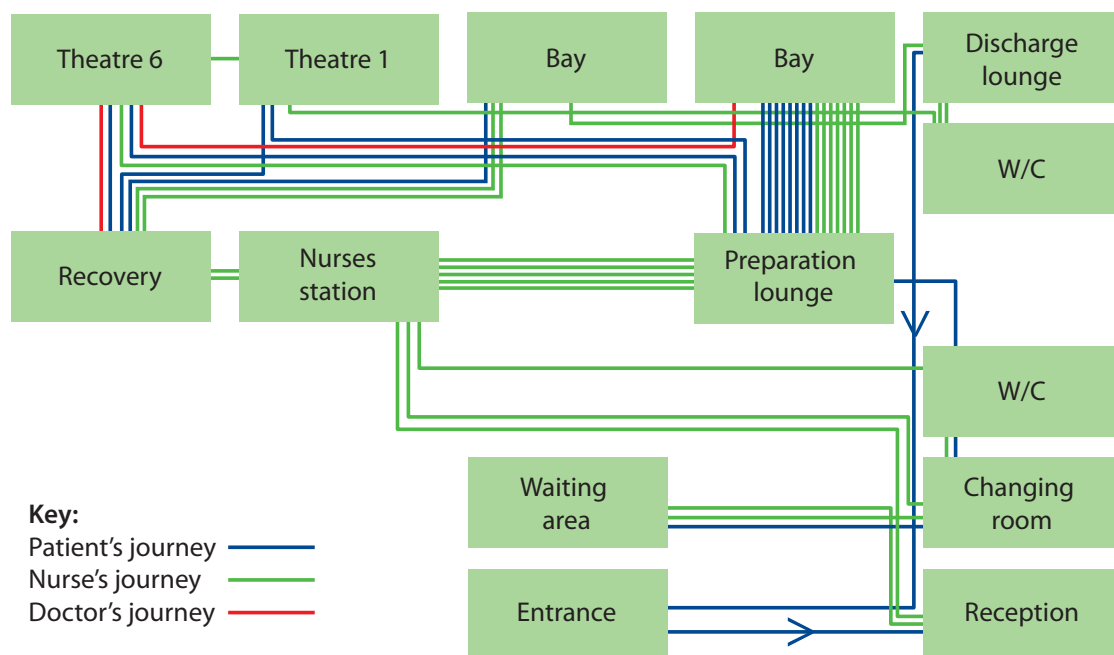 Theatre 6
Theatre 1
Bay
Bay
Discharge
lounge
W/C
Recovery
Nurses
station
Preparation
lounge
W/C
Waiting
area
Changing
room
Entrance
Reception
Key:
Patient's journey
Nurse's journey
Doctor's journey